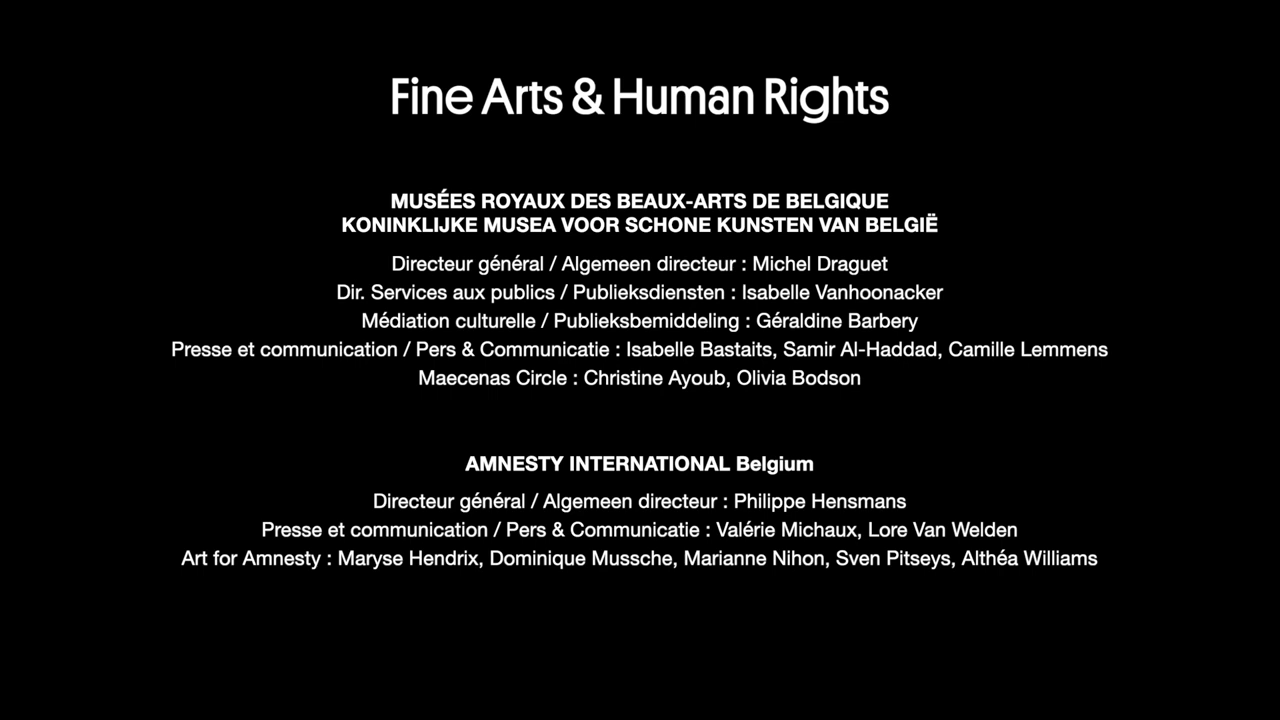 Fine Arts & Human Rights
MUSÉES ROYAUX DES BEAUX-ARTS DE BELGIQUE
KONINKLIJKE MUSEA VOOR SCHONE KUNSTEN VAN BELGIË
Directeur général / Algemeen directeur : Michel Draguet
Dir. Services aux publics / Publieksdiensten : Isabelle Vanhoonacker
Médiation culturelle / Publieksbemiddeling : Géraldine Barbery
Presse et communication / Pers & Communicatie : Isabelle Bastaits, Samir Al-Haddad, Camille Lemmens
Maecenas Circle : Christine Ayoub, Olivia Bodson
AMNESTY INTERNATIONAL Belgium
Directeur général / Algemeen directeur : Philippe Hensmans
Presse et communication / Pers & Communicatie : Valérie Michaux, Lore Van Welden
Art for Amnesty : Maryse Hendrix, Dominique Mussche, Marianne Nihon, Sven Pitseys, Althéa Williams